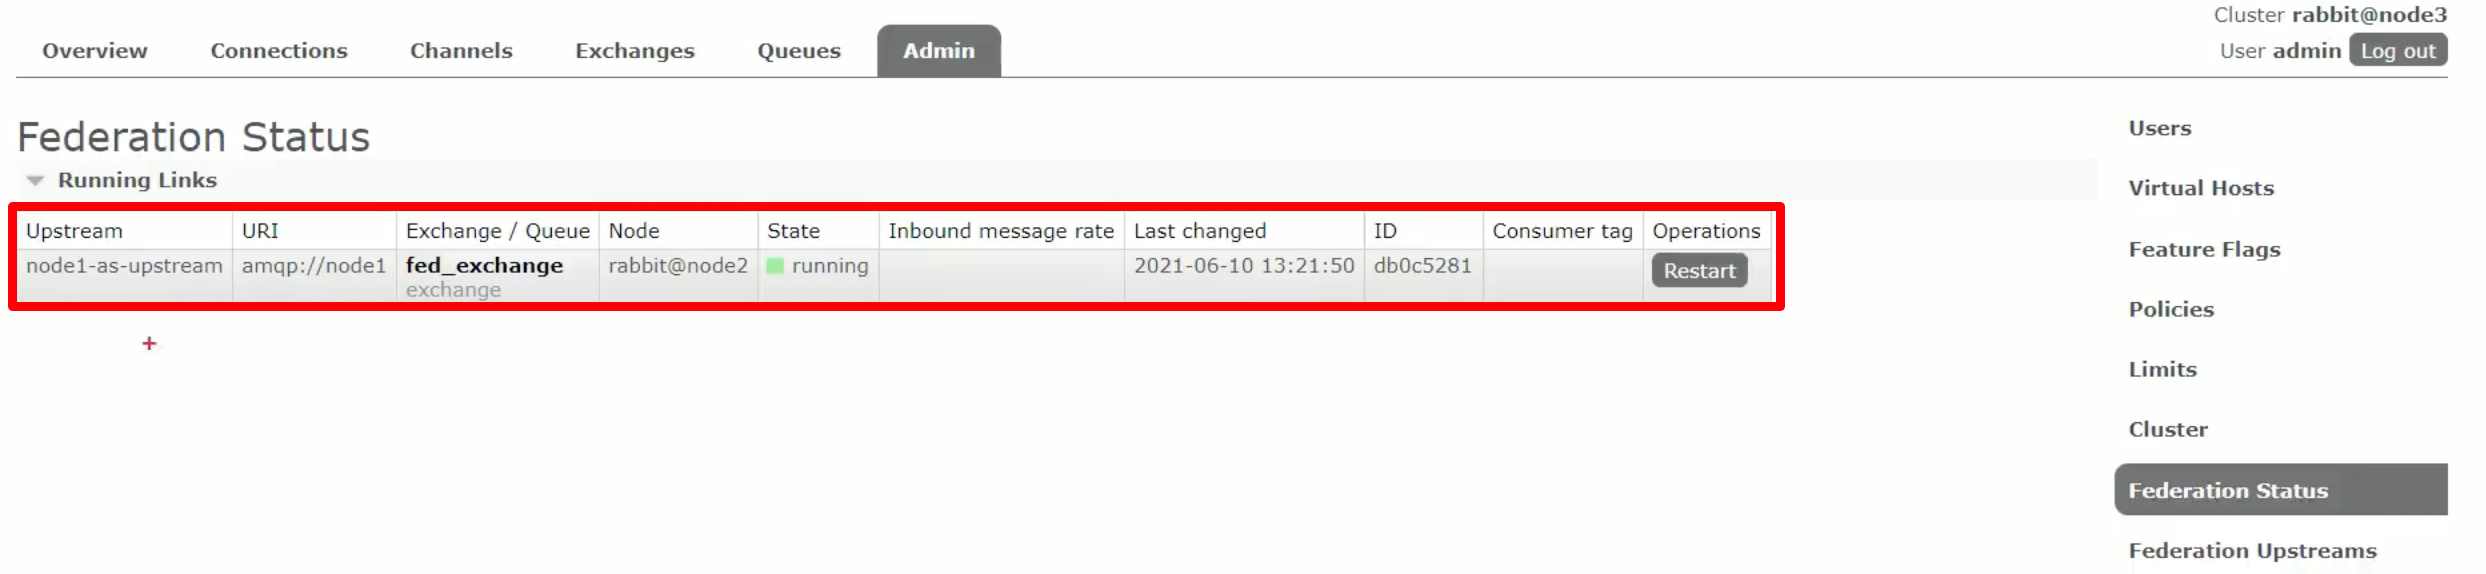 Cluster rabbit@node3
Overview Connections Channels Exchanges Queues Admin
User admin Log out
Federation Status
Running Links
Upstream URI Exchange / Queue Node State Inbound message rate Last changed ID Consumer tag Operations
node1-as-upstream amqp://node1 fed_exchange rabbit@node2 running 2021-06-10 13:21:50 db0c5281 Restart
exchange
Users
Virtual Hosts
Feature Flags
Policies
Limits
Cluster
Federation Status
Federation Upstreams